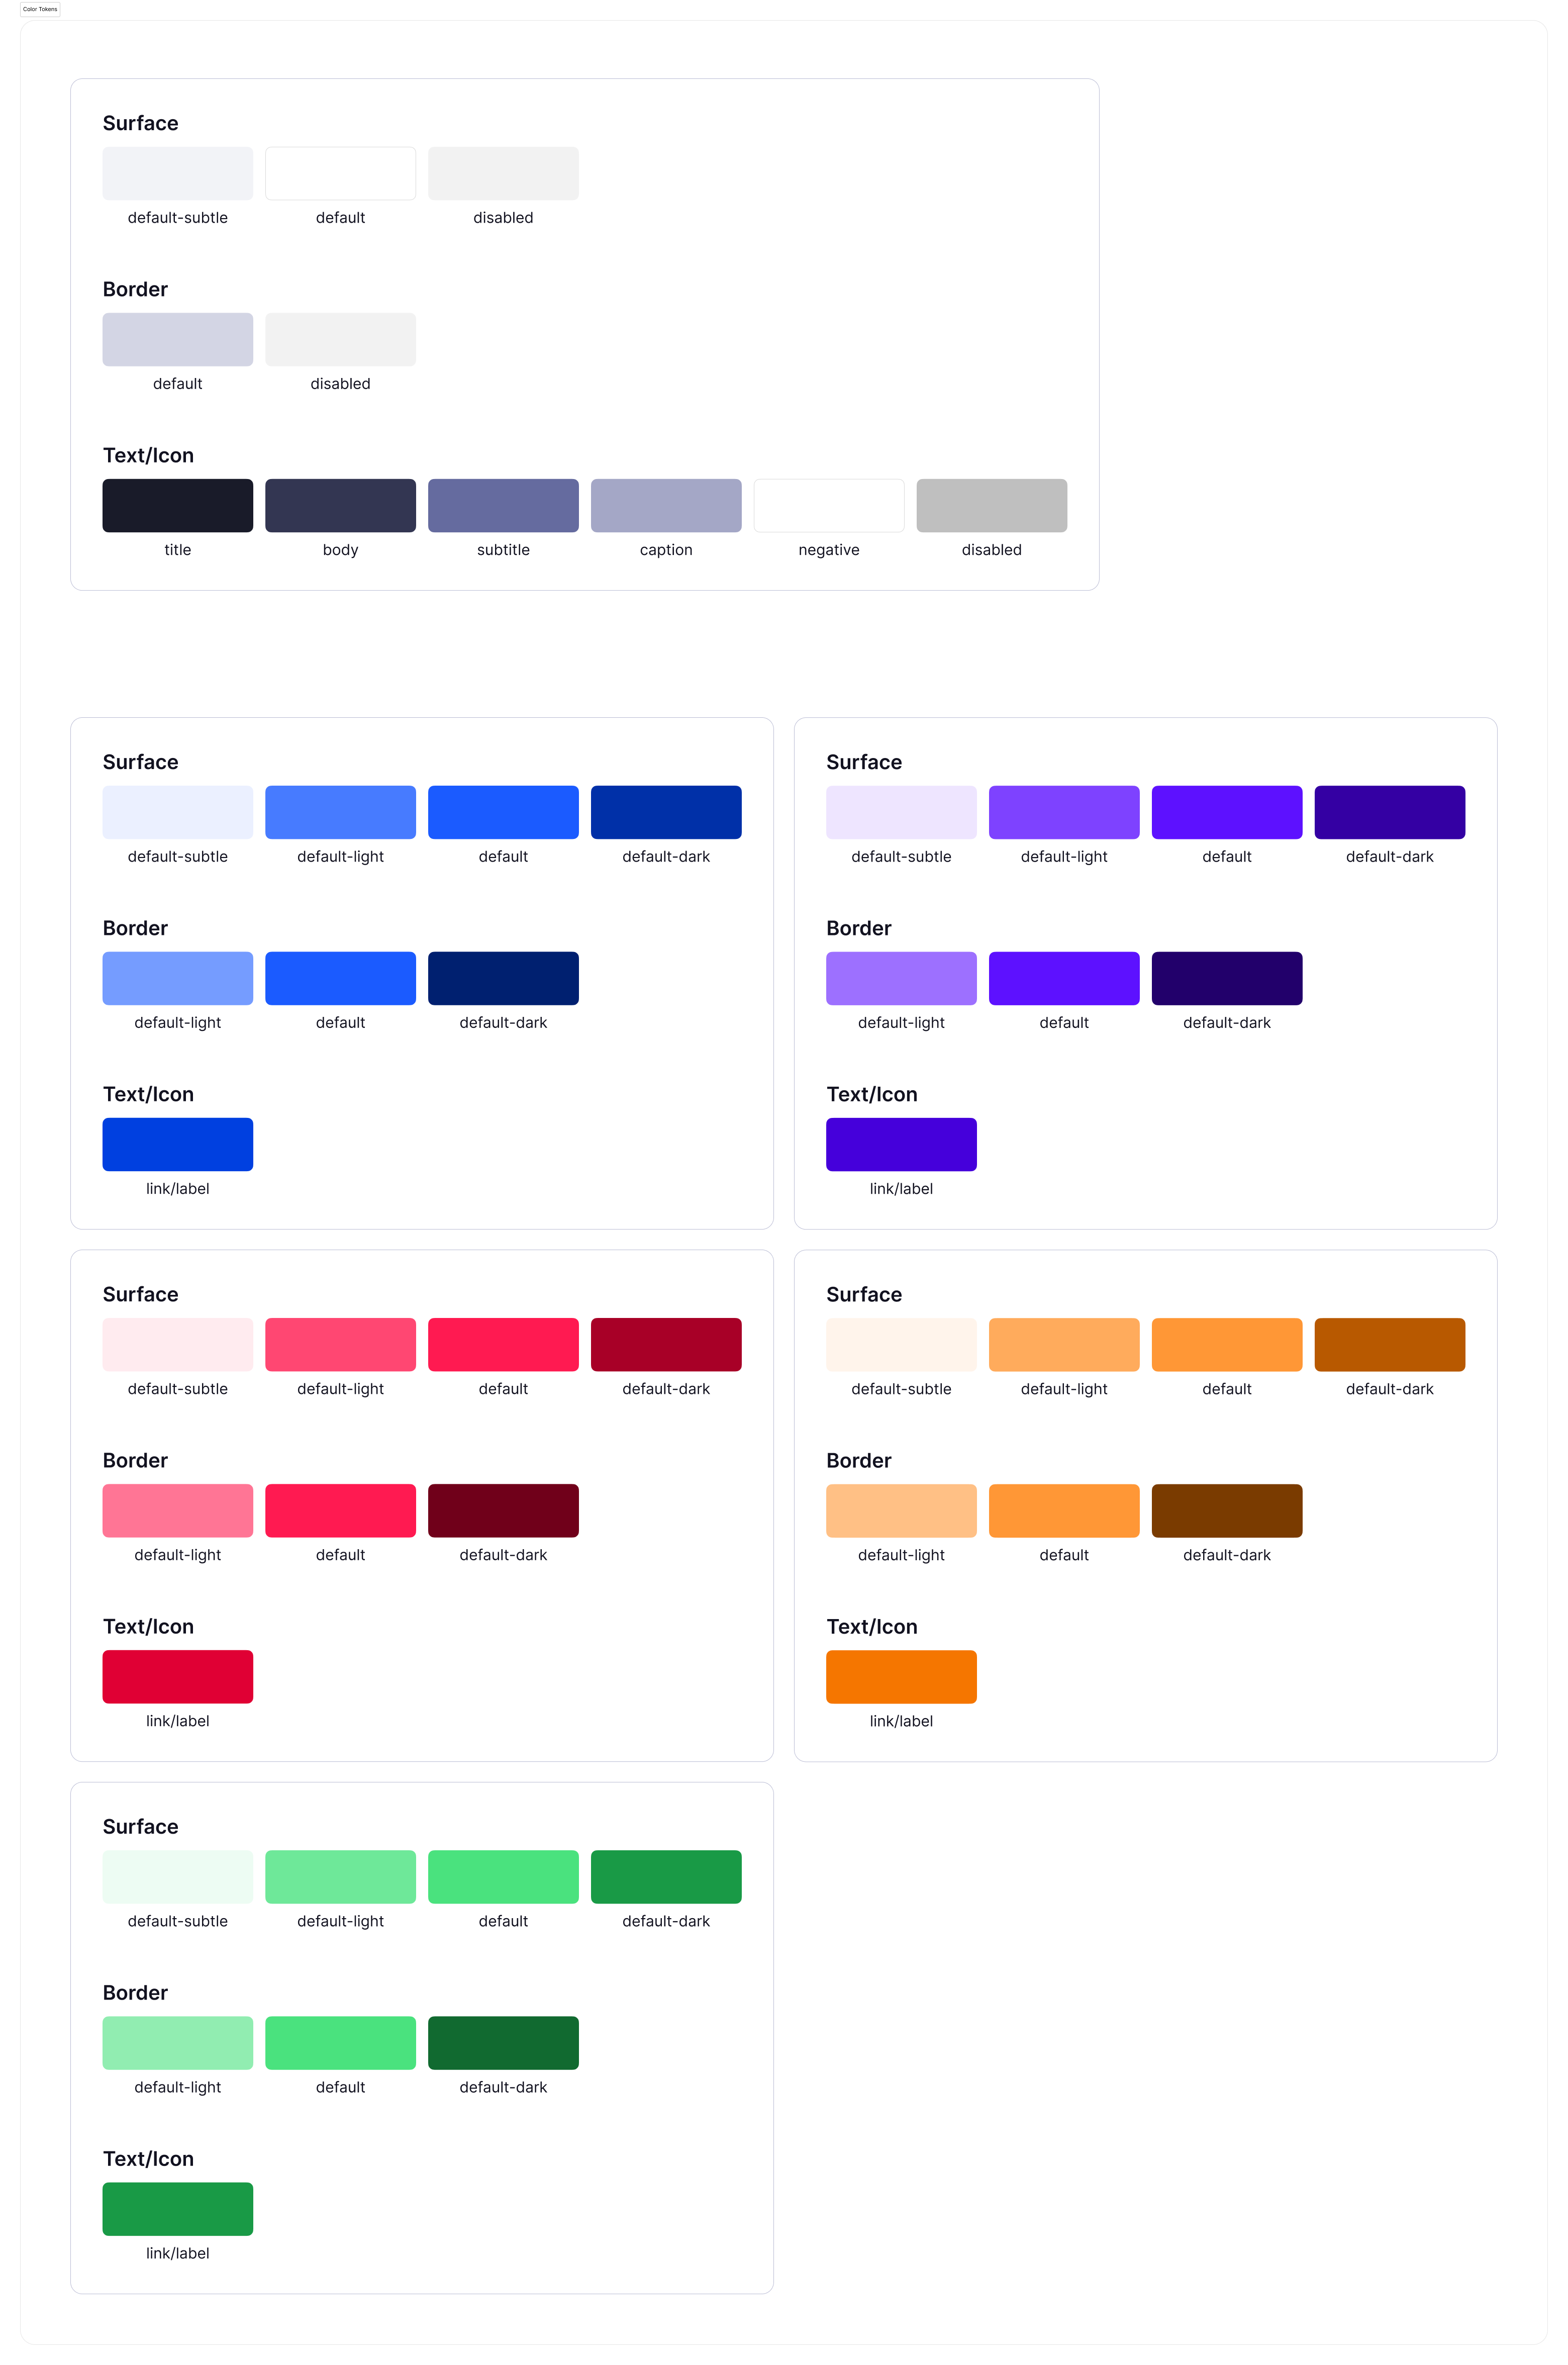 Color Tokens
Surface
default-subtle default disabled
Border
default disabled
Text/Icon
title body subtitle caption negative disabled
Surface
default-subtle default-light default default-dark
Border
default-light default default-dark
Text/Icon
link/label
Surface
default-subtle default-light default default-dark
Border
default-light default default-dark
Text/Icon
link/label
Surface
default-subtle default-light default default-dark
Border
default-light default default-dark
Text/Icon
link/label
Surface
default-subtle default-light default default-dark
Border
default-light default default-dark
Text/Icon
link/label
Surface
default-subtle default-light default default-dark
Border
default-light default default-dark
Text/Icon
link/label